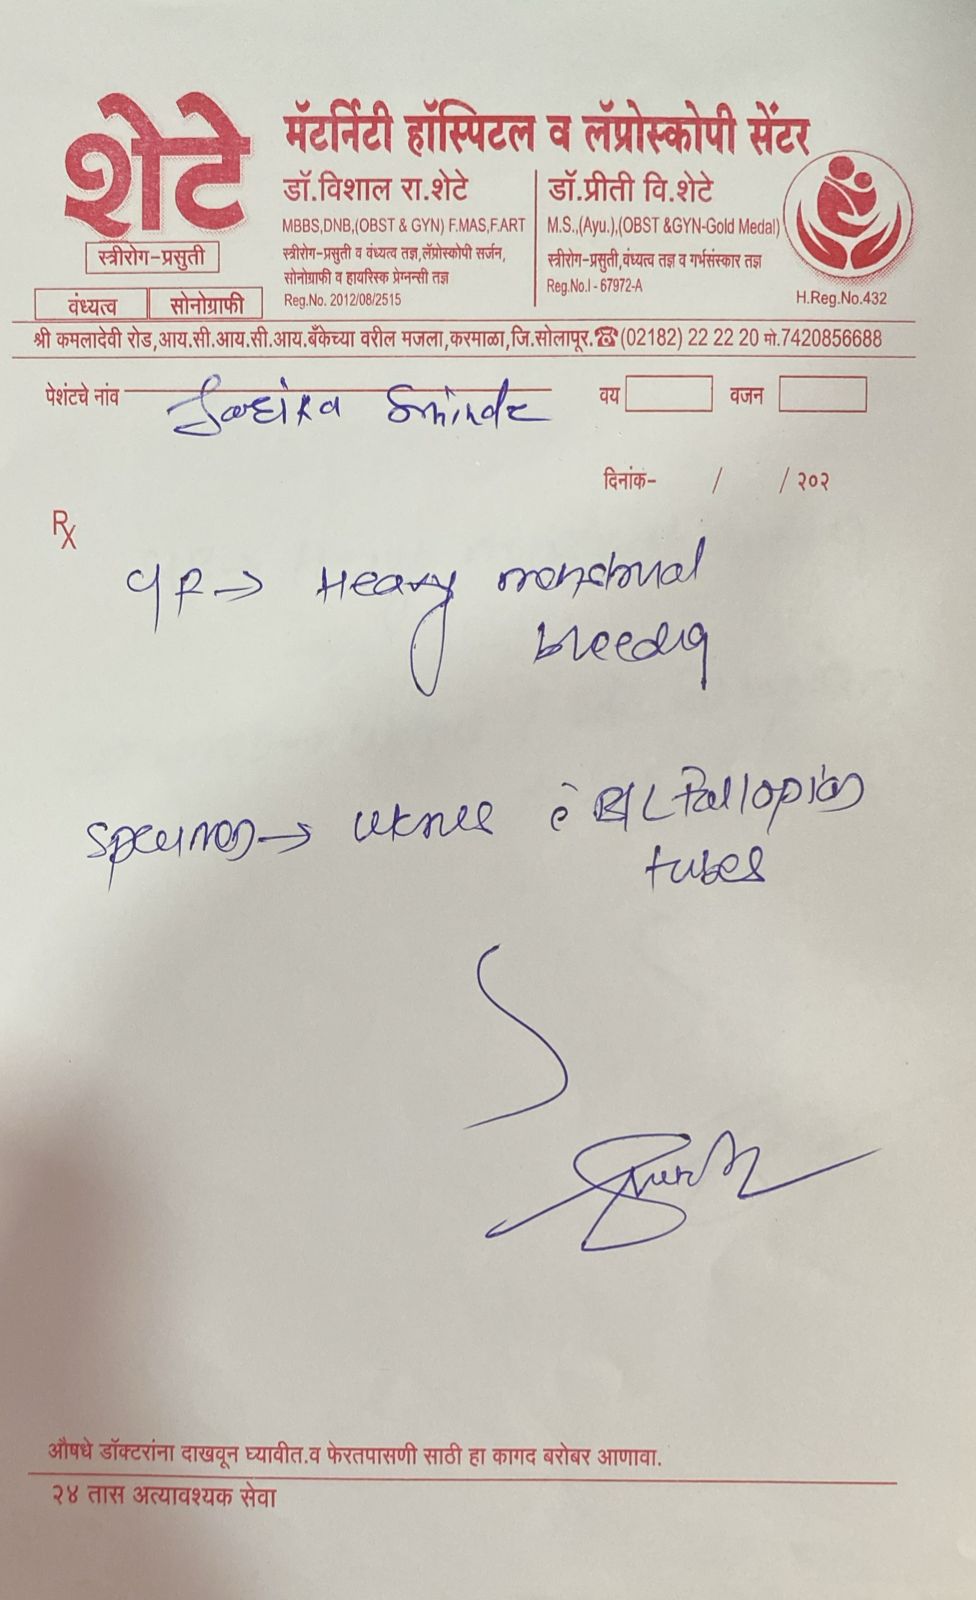 शेटे
मॅटर्निटी हॉस्पिटल व लॅप्रोस्कोपी सेंटर
स्त्रीरोग-प्रसुती
वंध्यत्व सोनोग्राफी
डॉ.विशाल रा.शेटे
MBBS,DNB,(OBST & GYN) F.MAS,F.ART
स्त्रीरोग-प्रसुती व वंध्यत्व तज्ञ,लॅप्रोस्कोपी सर्जन,
सोनोग्राफी व हायरिस्क प्रेग्नन्सी तज्ञ
Reg.No. 2012/08/2515
डॉ.प्रीती वि.शेटे
M.S.,(Ayu.),(OBST &GYN-Gold Medal)
स्त्रीरोग-प्रसुती,वंध्यत्व तज्ञ व गर्भसंस्कार तज्ञ
Reg.No.I - 67972-A
H.Reg.No.432
श्री कमलादेवी रोड,आय.सी.आय.सी.आय.बँकेच्या वरील मजला,करमाळा,जि.सोलापूर.☎(02182) 22 22 20 मो.7420856688
पेशंटचे नांव वय वजन
दिनांक- / / २०२
Rx
Heavy menstrual
bleeding
specimen→ uterus c̄ B/L Fallopian
tubes
औषधे डॉक्टरांना दाखवून घ्यावीत.व फेरतपासणी साठी हा कागद बरोबर आणावा.
२४ तास अत्यावश्यक सेवा